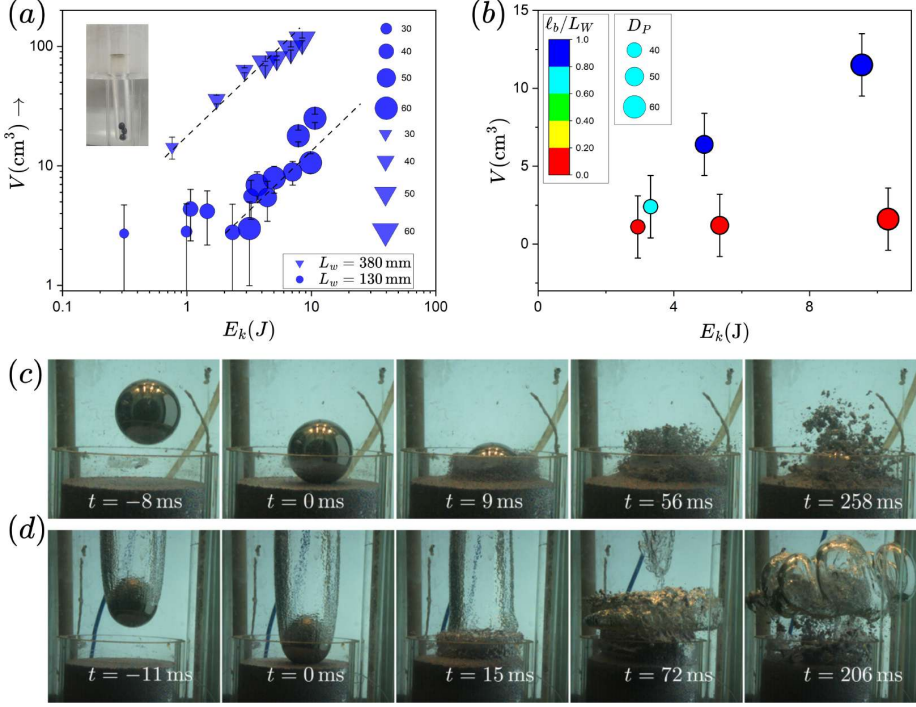 (a)
100
10
1
V(cm³) →
0.1
1
10
100
E_k(J)
30
40
50
60
30
40
50
60
L_w = 380 mm
L_w = 130 mm
(b)
15
10
5
0
V(cm³)
0
4
8
E_k(J)
ℓ_b/L_W
1.0
0.80
0.60
0.40
0.20
0.0
D_P
40
50
60
(c)
t = −8 ms
t = 0 ms
t = 9 ms
t = 56 ms
t = 258 ms
(d)
t = −11 ms
t = 0 ms
t = 15 ms
t = 72 ms
t = 206 ms